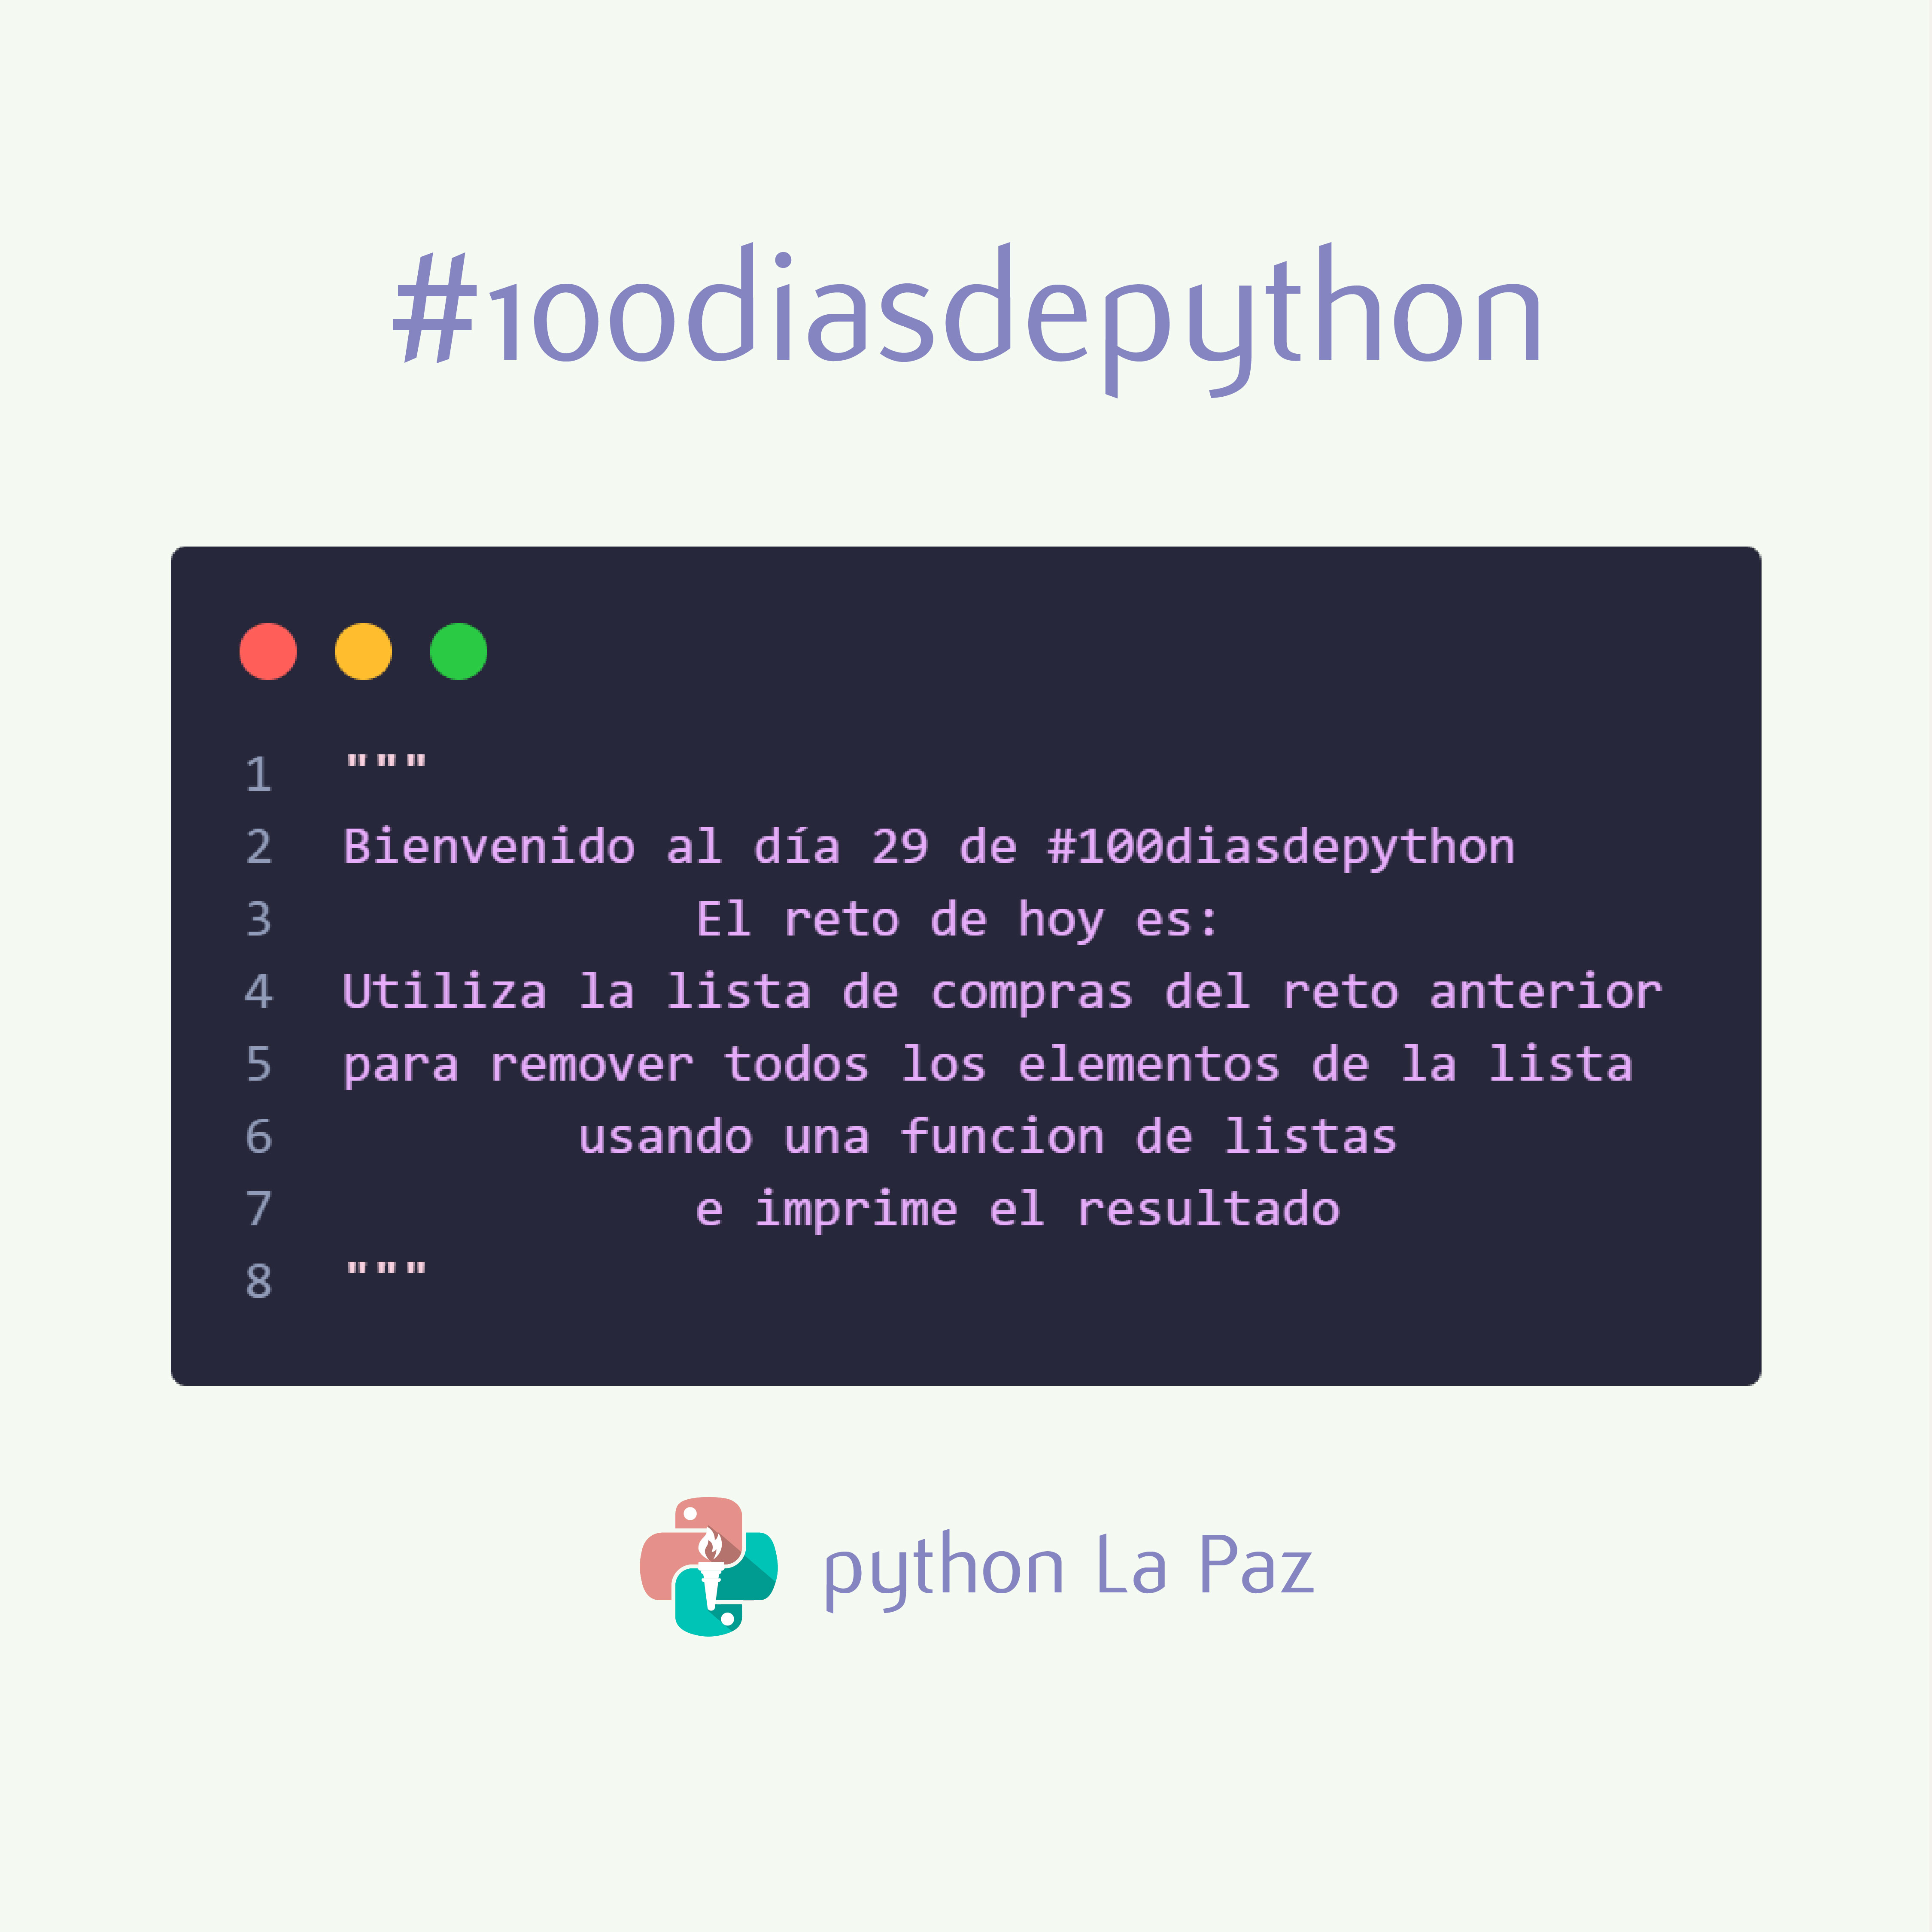 #100diasdepython
1 """
2 Bienvenido al día 29 de #100diasdepython
3 El reto de hoy es:
4 Utiliza la lista de compras del reto anterior
5 para remover todos los elementos de la lista
6 usando una funcion de listas
7 e imprime el resultado
8 """
python La Paz